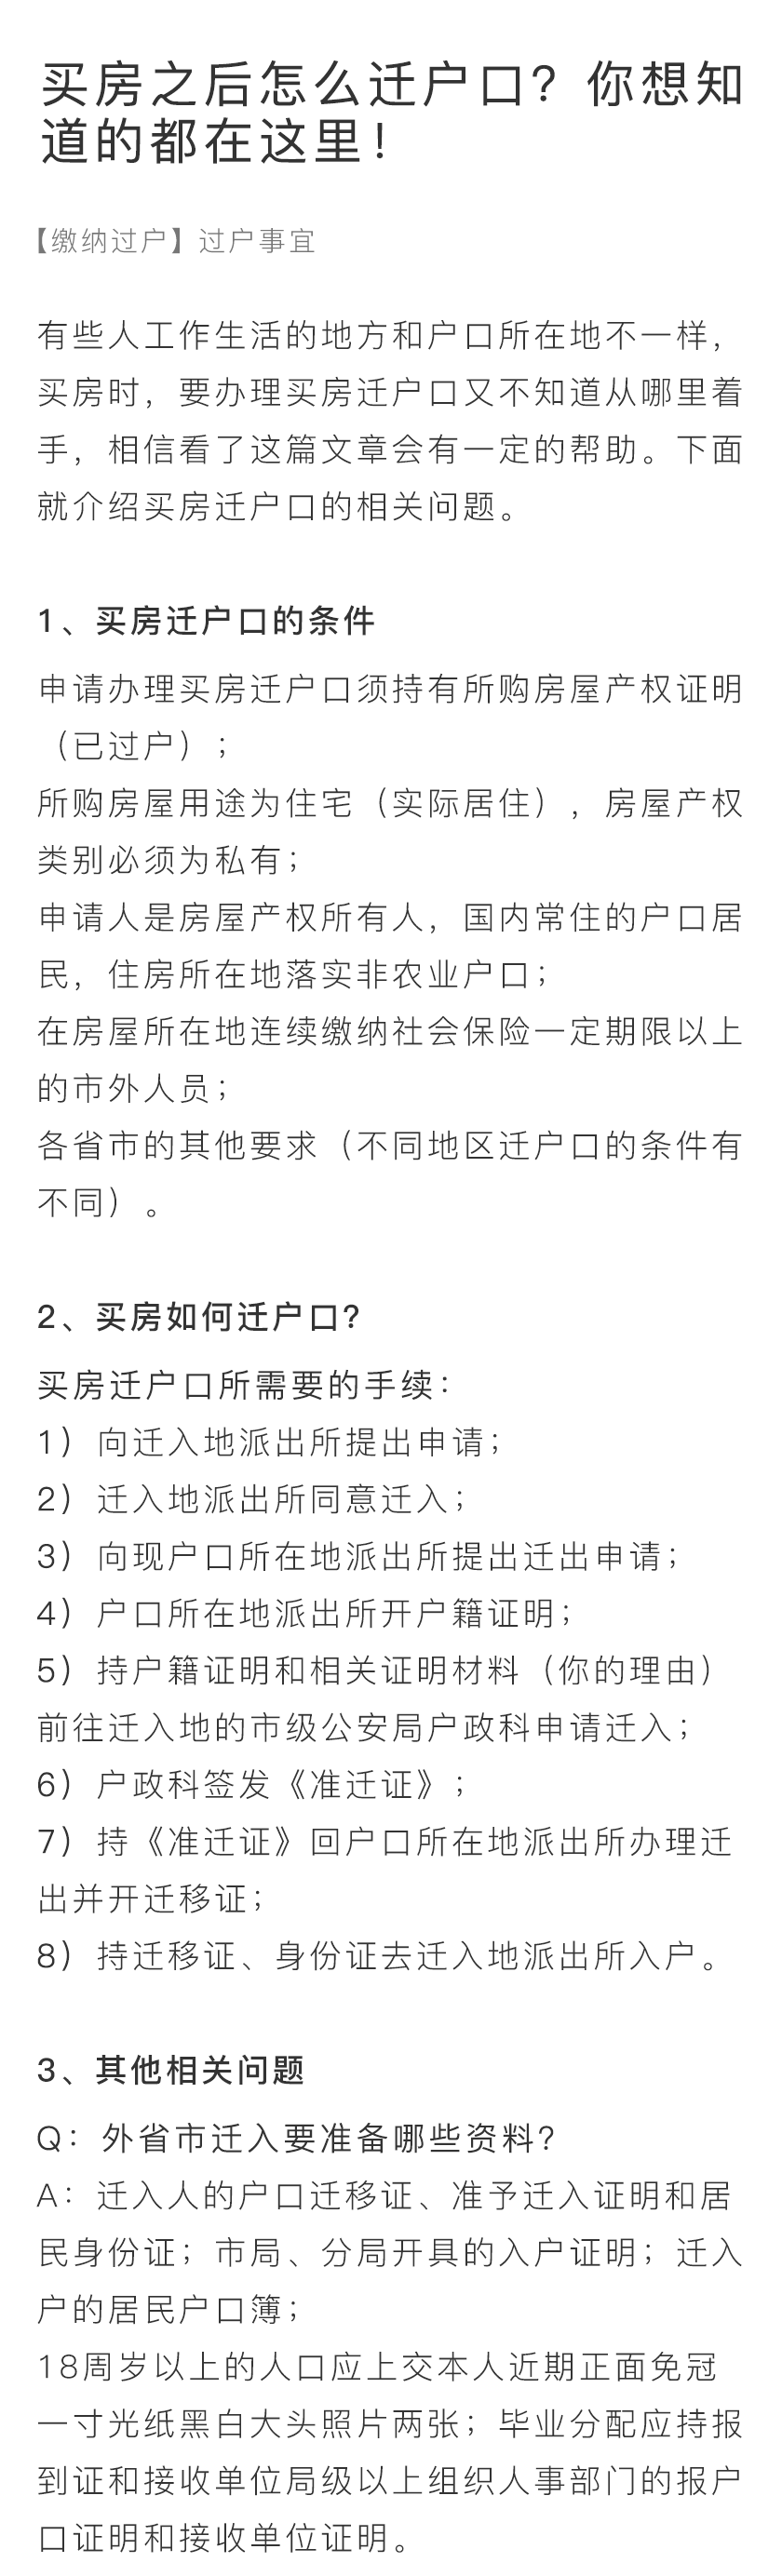 买房之后怎么迁户口？你想知
道的都在这里！
【缴纳过户】过户事宜
有些人工作生活的地方和户口所在地不一样，
买房时，要办理买房迁户口又不知道从哪里着
手，相信看了这篇文章会有一定的帮助。下面
就介绍买房迁户口的相关问题。
1、买房迁户口的条件
申请办理买房迁户口须持有所购房屋产权证明
（已过户）；
所购房屋用途为住宅（实际居住），房屋产权
类别必须为私有；
申请人是房屋产权所有人，国内常住的户口居
民，住房所在地落实非农业户口；
在房屋所在地连续缴纳社会保险一定期限以上
的市外人员；
各省市的其他要求（不同地区迁户口的条件有
不同）。
2、买房如何迁户口？
买房迁户口所需要的手续：
1）向迁入地派出所提出申请；
2）迁入地派出所同意迁入；
3）向现户口所在地派出所提出迁出申请；
4）户口所在地派出所开户籍证明；
5）持户籍证明和相关证明材料（你的理由）
前往迁入地的市级公安局户政科申请迁入；
6）户政科签发《准迁证》；
7）持《准迁证》回户口所在地派出所办理迁
出并开迁移证；
8）持迁移证、身份证去迁入地派出所入户。
3、其他相关问题
Q：外省市迁入要准备哪些资料？
A：迁入人的户口迁移证、准予迁入证明和居
民身份证；市局、分局开具的入户证明；迁入
户的居民户口簿；
18周岁以上的人口应上交本人近期正面免冠
一寸光纸黑白大头照片两张；毕业分配应持报
到证和接收单位局级以上组织人事部门的报户
口证明和接收单位证明。